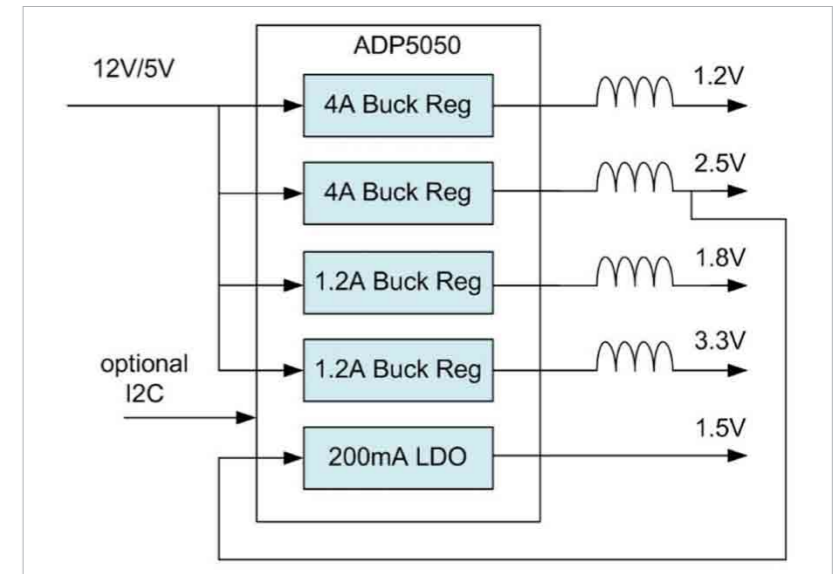 ADP5050
12V/5V
4A Buck Reg
1.2V
4A Buck Reg
2.5V
1.2A Buck Reg
1.8V
optional
I2C
1.2A Buck Reg
3.3V
200mA LDO
1.5V